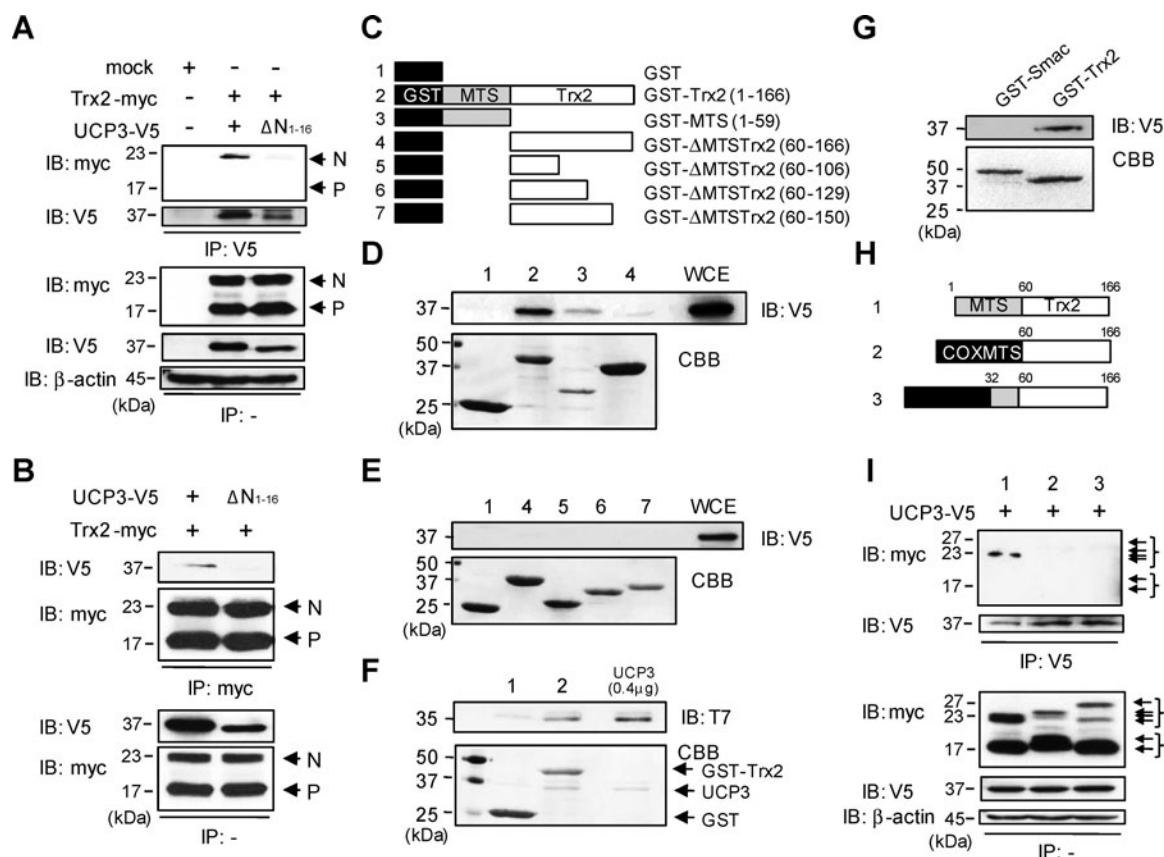 A
mock + - -
Trx2-myc - + +
UCP3-V5 - + ΔN1-16
IB: myc 23 N
17 P
IB: V5 37
IP: V5
IB: myc 23 N
17 P
IB: V5 37
IB: β-actin 45
(kDa) IP: -
B
UCP3-V5 + ΔN1-16
Trx2-myc + +
IB: V5 37
IB: myc 23 N
17 P
IP: myc
IB: V5 37
IB: myc 23 N
17 P
(kDa) IP: -
C
1 GST
2 GST MTS Trx2 GST-Trx2 (1-166)
3 GST-MTS (1-59)
4 GST-ΔMTSTrx2 (60-166)
5 GST-ΔMTSTrx2 (60-106)
6 GST-ΔMTSTrx2 (60-129)
7 GST-ΔMTSTrx2 (60-150)
D
1 2 3 4 WCE
37 IB: V5
50 CBB
37
25
(kDa)
E
1 4 5 6 7 WCE
37 IB: V5
50 CBB
37
25
(kDa)
F
1 2 UCP3
(0.4μg)
35 IB: T7
50 CBB
GST-Trx2
37 UCP3
25 GST
(kDa)
G
GST-Smac GST-Trx2
37 IB: V5
50 CBB
37
25
(kDa)
H
1 60 166
1 MTS Trx2
60 166
2 COXMTS
32 60 166
3
I
1 2 3
UCP3-V5 + + +
27
IB: myc 23
17
IB: V5 37
IP: V5
27
IB: myc 23
17
IB: V5 37
IB: β-actin 45
(kDa) IP: -